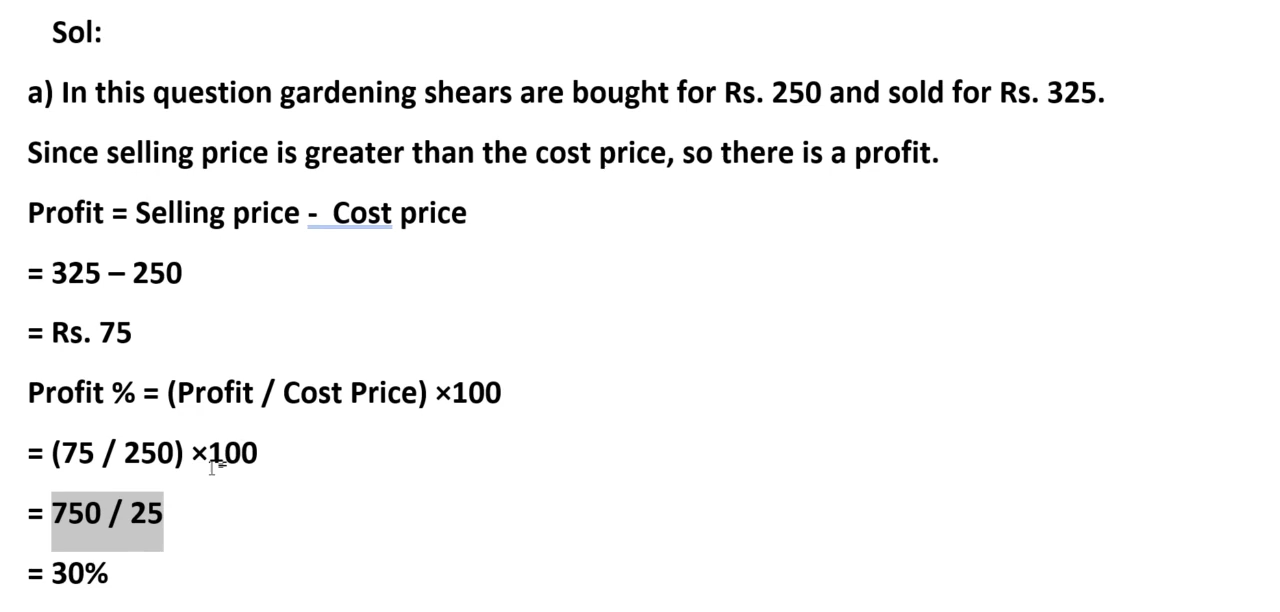 Sol:
a) In this question gardening shears are bought for Rs. 250 and sold for Rs. 325.
Since selling price is greater than the cost price, so there is a profit.
Profit = Selling price -  Cost price
= 325 – 250
= Rs. 75
Profit % = (Profit / Cost Price) ×100
= (75 / 250) ×100
= 750 / 25
= 30%